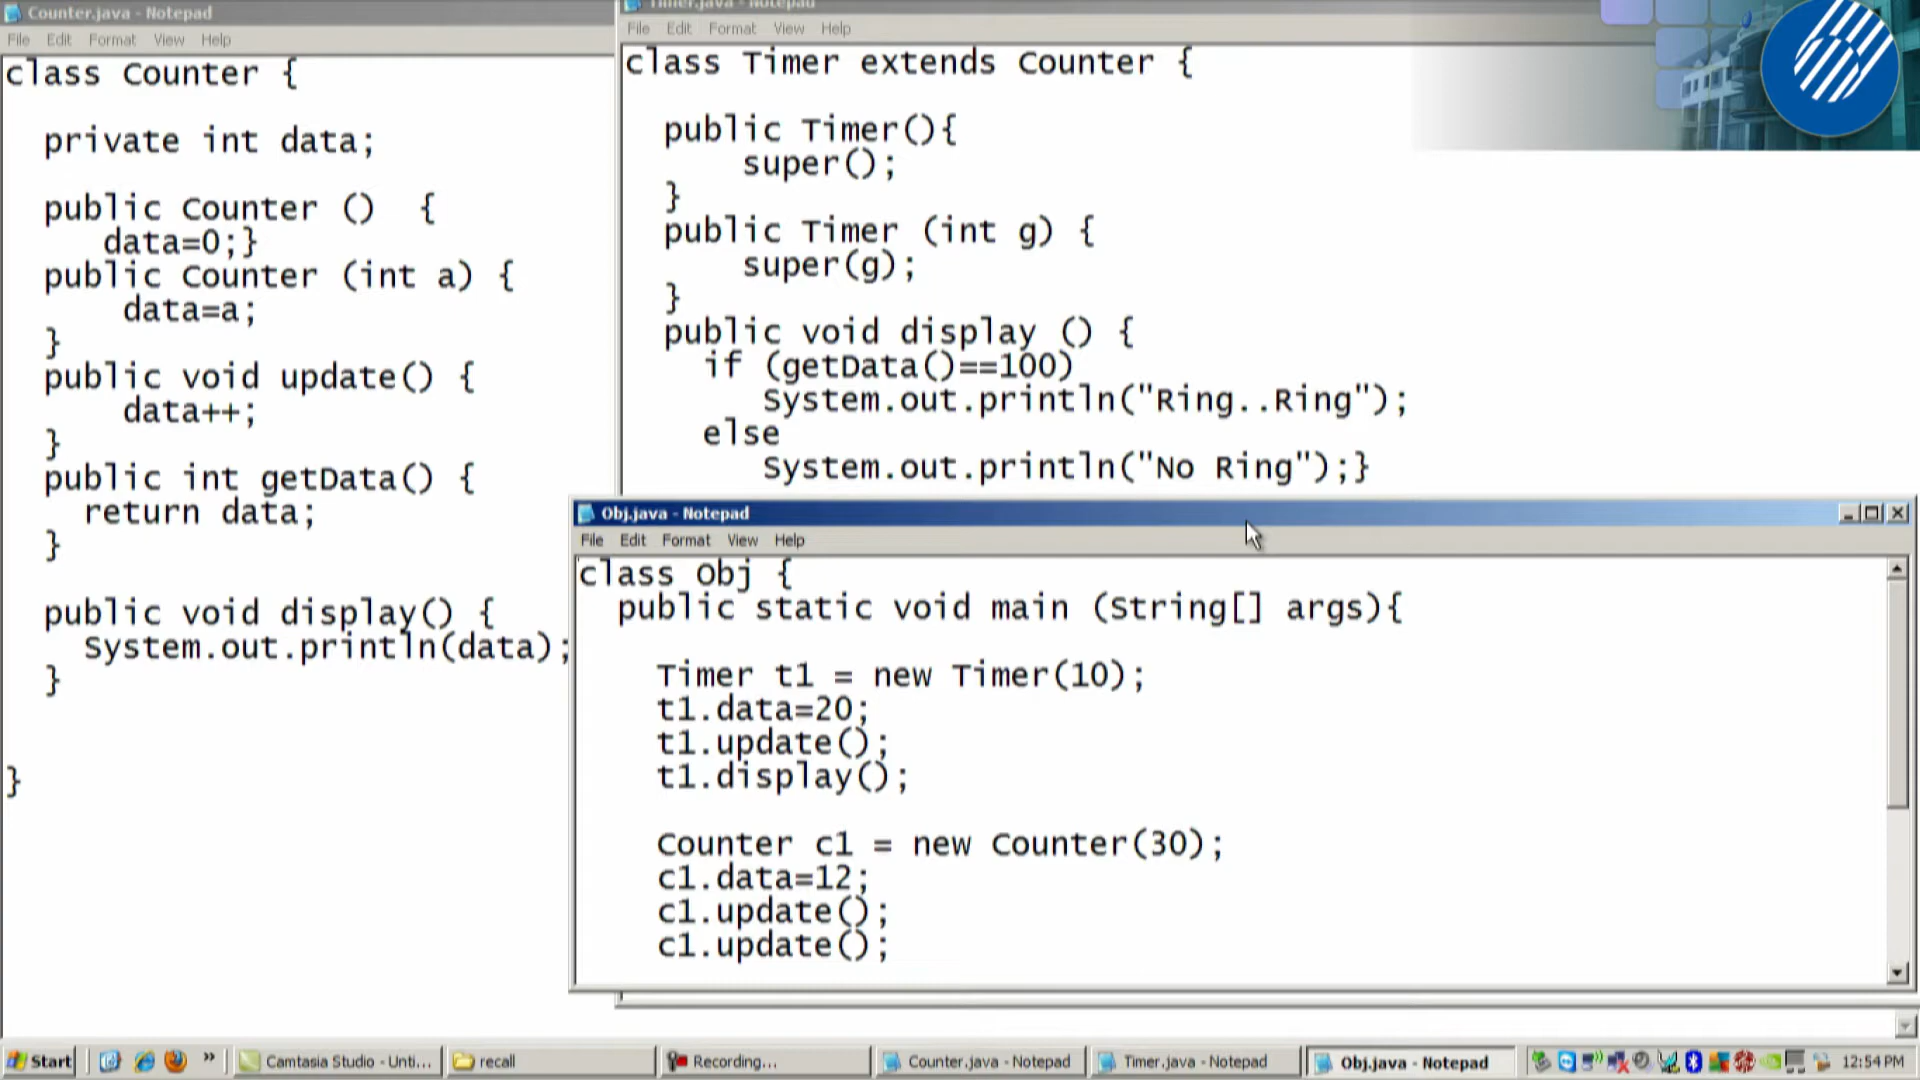 Counter.java - Notepad
File Edit Format View Help
class Counter {
private int data;
public Counter () {
data=0;}
public Counter (int a) {
data=a;
}
public void update() {
data++;
}
public int getData() {
return data;
}
public void display() {
System.out.println(data);
}
}
Timer.java - Notepad
File Edit Format View Help
class Timer extends Counter {
public Timer(){
super();
}
public Timer (int g) {
super(g);
}
public void display () {
if (getData()==100)
System.out.println("Ring..Ring");
else
System.out.println("No Ring");}
Obj.java - Notepad
File Edit Format View Help
class Obj {
public static void main (String[] args){
Timer t1 = new Timer(10);
t1.data=20;
t1.update();
t1.display();
Counter c1 = new Counter(30);
c1.data=12;
c1.update();
c1.update();
Start
»
Camtasia Studio - Unti...
recall
Recording...
Counter.java - Notepad
Timer.java - Notepad
Obj.java - Notepad
12:54 PM